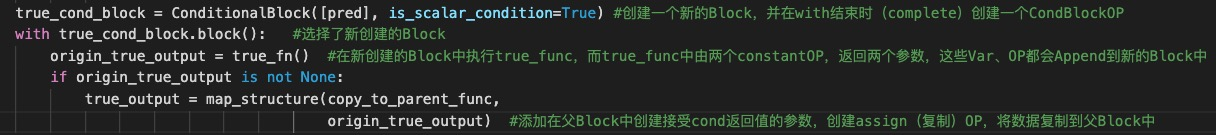 true_cond_block = ConditionalBlock([pred], is_scalar_condition=True) #创建一个新的Block，并在with结束时（complete）创建一个CondBlockOP
with true_cond_block.block():   #选择了新创建的Block
    origin_true_output = true_fn()  #在新创建的Block中执行true_func，而true_func中由两个constantOP，返回两个参数，这些Var、OP都会Append到新的Block中
    if origin_true_output is not None:
        true_output = map_structure(copy_to_parent_func,
                                    origin_true_output)  #添加在父Block中创建接受cond返回值的参数，创建assign（复制）OP，将数据复制到父Block中